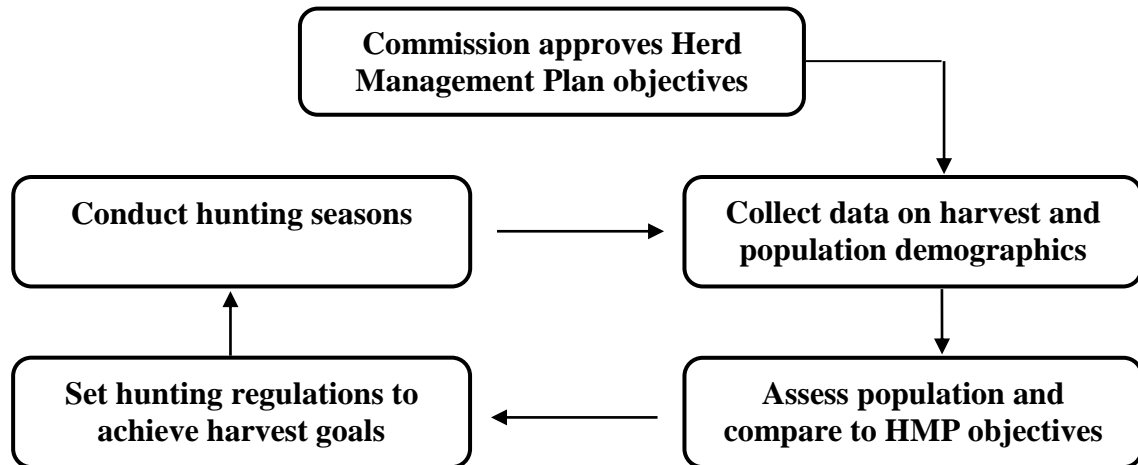 Commission approves Herd
Management Plan objectives
Conduct hunting seasons
Collect data on harvest and
population demographics
Set hunting regulations to
achieve harvest goals
Assess population and
compare to HMP objectives